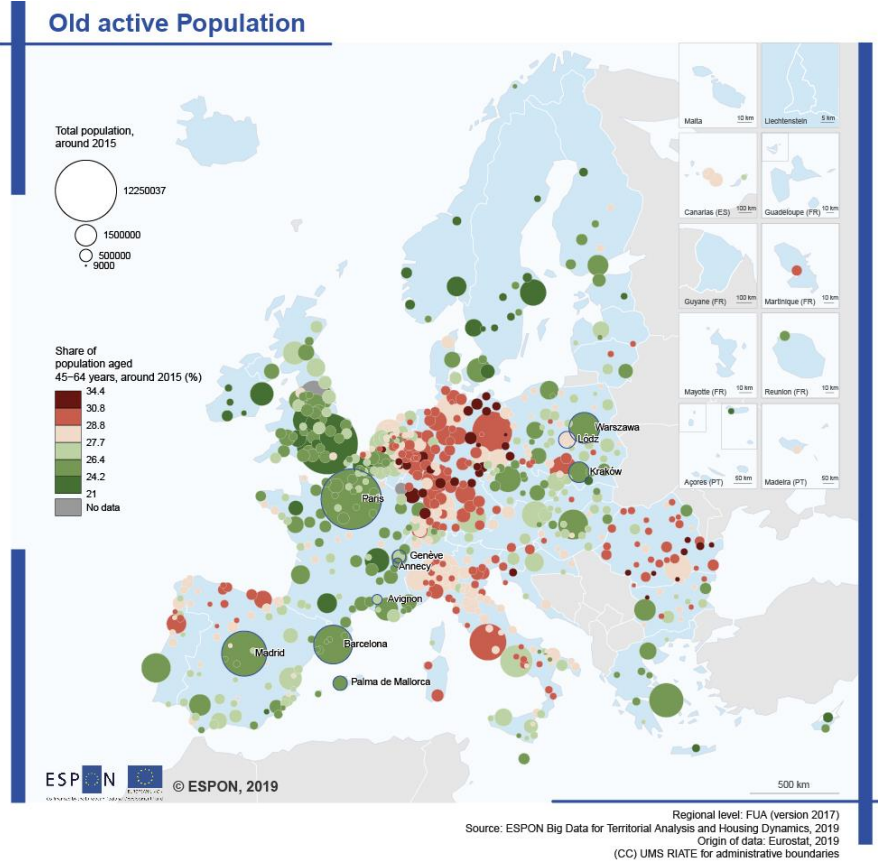 Old active Population
Total population,
around 2015
12250037
1500000
500000
9000
Share of
population aged
45–64 years, around 2015 (%)
34.4
30.8
28.8
27.7
26.4
24.2
21
No data
Malta
10 km
Liechtenstein
5 km
Canarias (ES)
100 km
Guadeloupe (FR)
10 km
Guyane (FR)
100 km
Martinique (FR)
10 km
Mayotte (FR)
10 km
Reunion (FR)
10 km
Açores (PT)
50 km
Madeira (PT)
50 km
Warszawa
Lódz
Kraków
Paris
Genève
Annecy
Avignon
Barcelona
Madrid
Palma de Mallorca
ESPON
© ESPON, 2019
500 km
Regional level: FUA (version 2017)
Source: ESPON Big Data for Territorial Analysis and Housing Dynamics, 2019
Origin of data: Eurostat, 2019
(CC) UMS RIATE for administrative boundaries